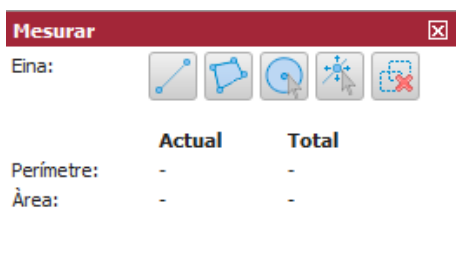 Mesurar
Eina:
Actual Total
Perímetre: - -
Àrea: - -